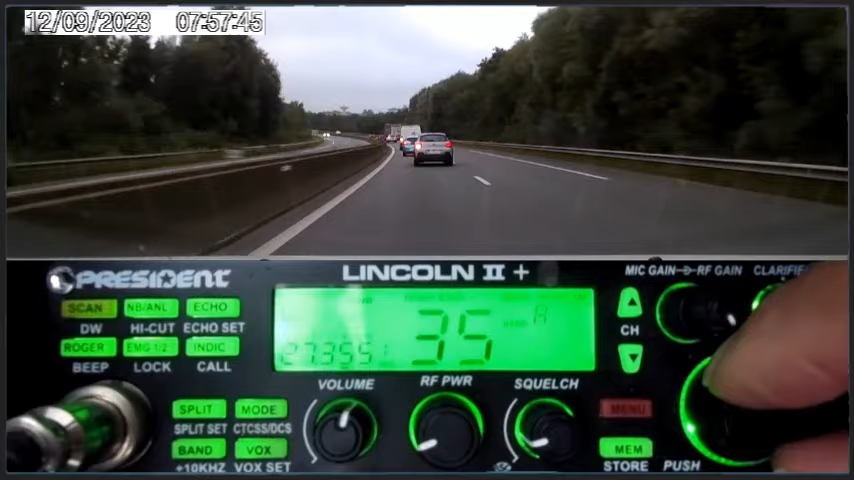 12/09/2023 07:57:45
PRESIDENT
LINCOLN II +
MIC GAIN RF GAIN CLARIFIE
SCAN NB/ANL ECHO
DW HI-CUT ECHO SET
ROGER EMG 1/2 INDIC
BEEP LOCK CALL
27.355
35
A
CH
VOLUME RF PWR SQUELCH
SPLIT MODE
SPLIT SET CTCSS/DCS
BAND VOX
+10KHZ VOX SET
MENU
MEM
STORE PUSH